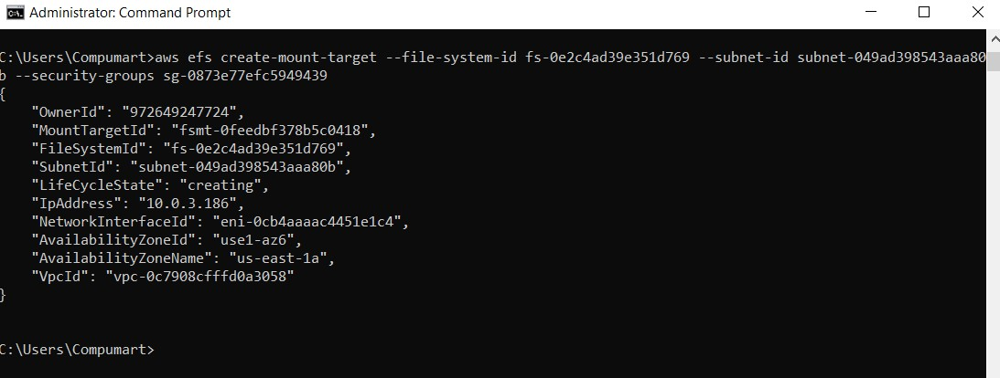 Administrator: Command Prompt
C:\Users\Compumart>aws efs create-mount-target --file-system-id fs-0e2c4ad39e351d769 --subnet-id subnet-049ad398543aaa80
b --security-groups sg-0873e77efc5949439
{
    "OwnerId": "972649247724",
    "MountTargetId": "fsmt-0feedbf378b5c0418",
    "FileSystemId": "fs-0e2c4ad39e351d769",
    "SubnetId": "subnet-049ad398543aaa80b",
    "LifeCycleState": "creating",
    "IpAddress": "10.0.3.186",
    "NetworkInterfaceId": "eni-0cb4aaaac4451e1c4",
    "AvailabilityZoneId": "use1-az6",
    "AvailabilityZoneName": "us-east-1a",
    "VpcId": "vpc-0c7908cfffd0a3058"
}
C:\Users\Compumart>